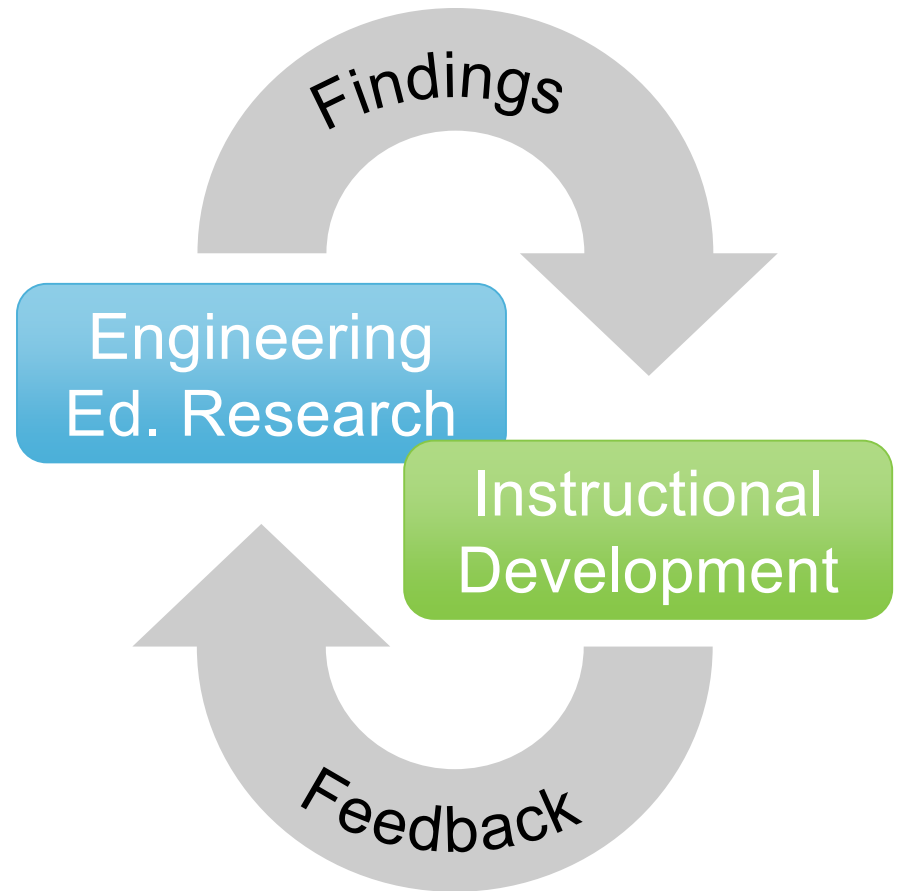 Findings
Engineering
Ed. Research
Instructional
Development
Feedback